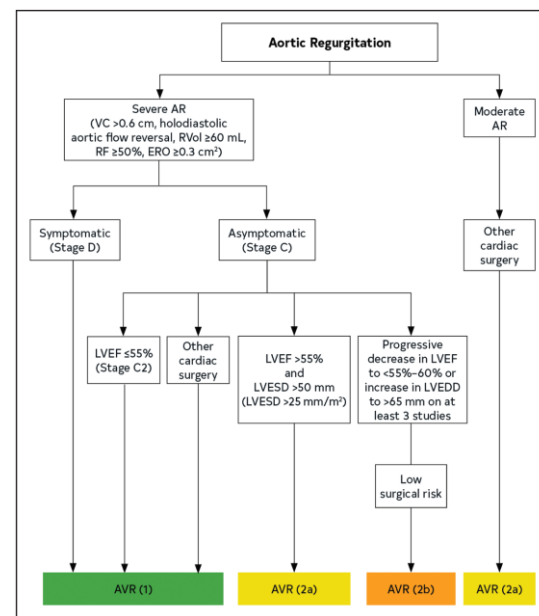 Aortic Regurgitation
Severe AR
(VC >0.6 cm, holodiastolic
aortic flow reversal, RVol ≥60 mL,
RF ≥50%, ERO ≥0.3 cm²)
Moderate
AR
Symptomatic
(Stage D)
Asymptomatic
(Stage C)
Other
cardiac
surgery
LVEF ≤55%
(Stage C2)
Other
cardiac
surgery
LVEF >55%
and
LVESD >50 mm
(LVESD >25 mm/m²)
Progressive
decrease in LVEF
to <55%–60% or
increase in LVEDD
to >65 mm on at
least 3 studies
Low
surgical risk
AVR (1)
AVR (2a)
AVR (2b)
AVR (2a)